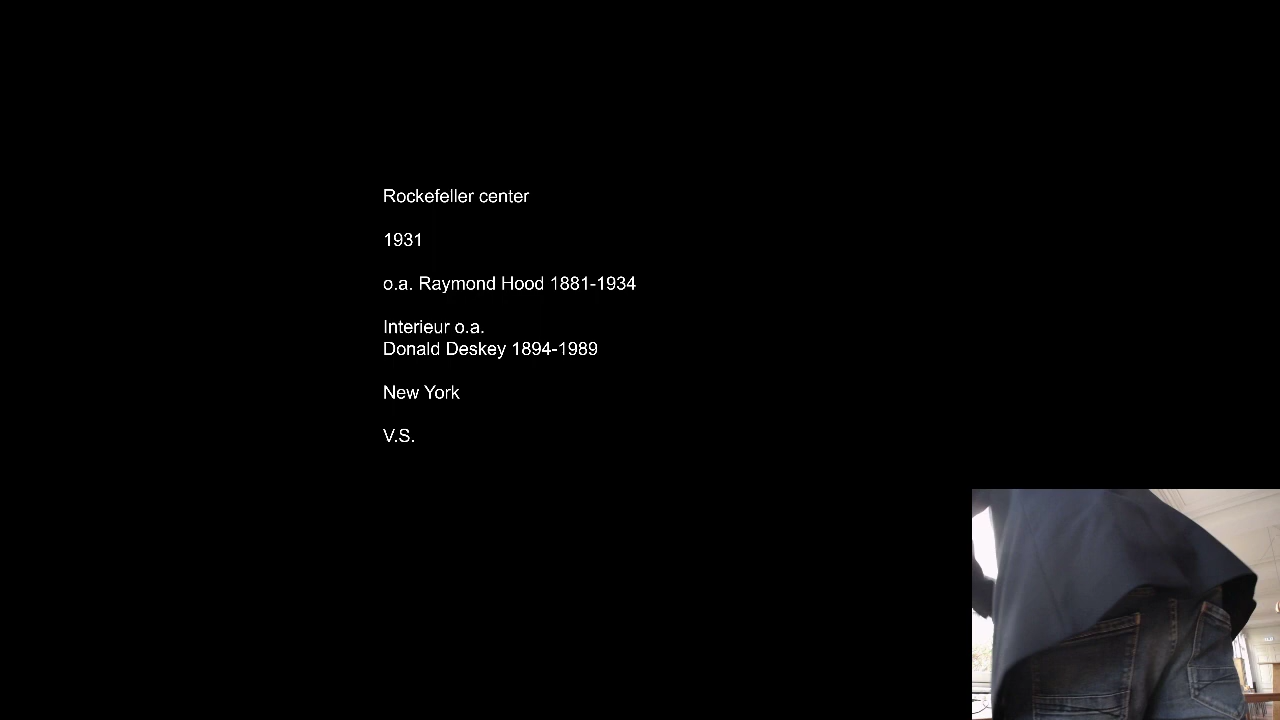 Rockefeller center
1931
o.a. Raymond Hood 1881-1934
Interieur o.a.
Donald Deskey 1894-1989
New York
V.S.